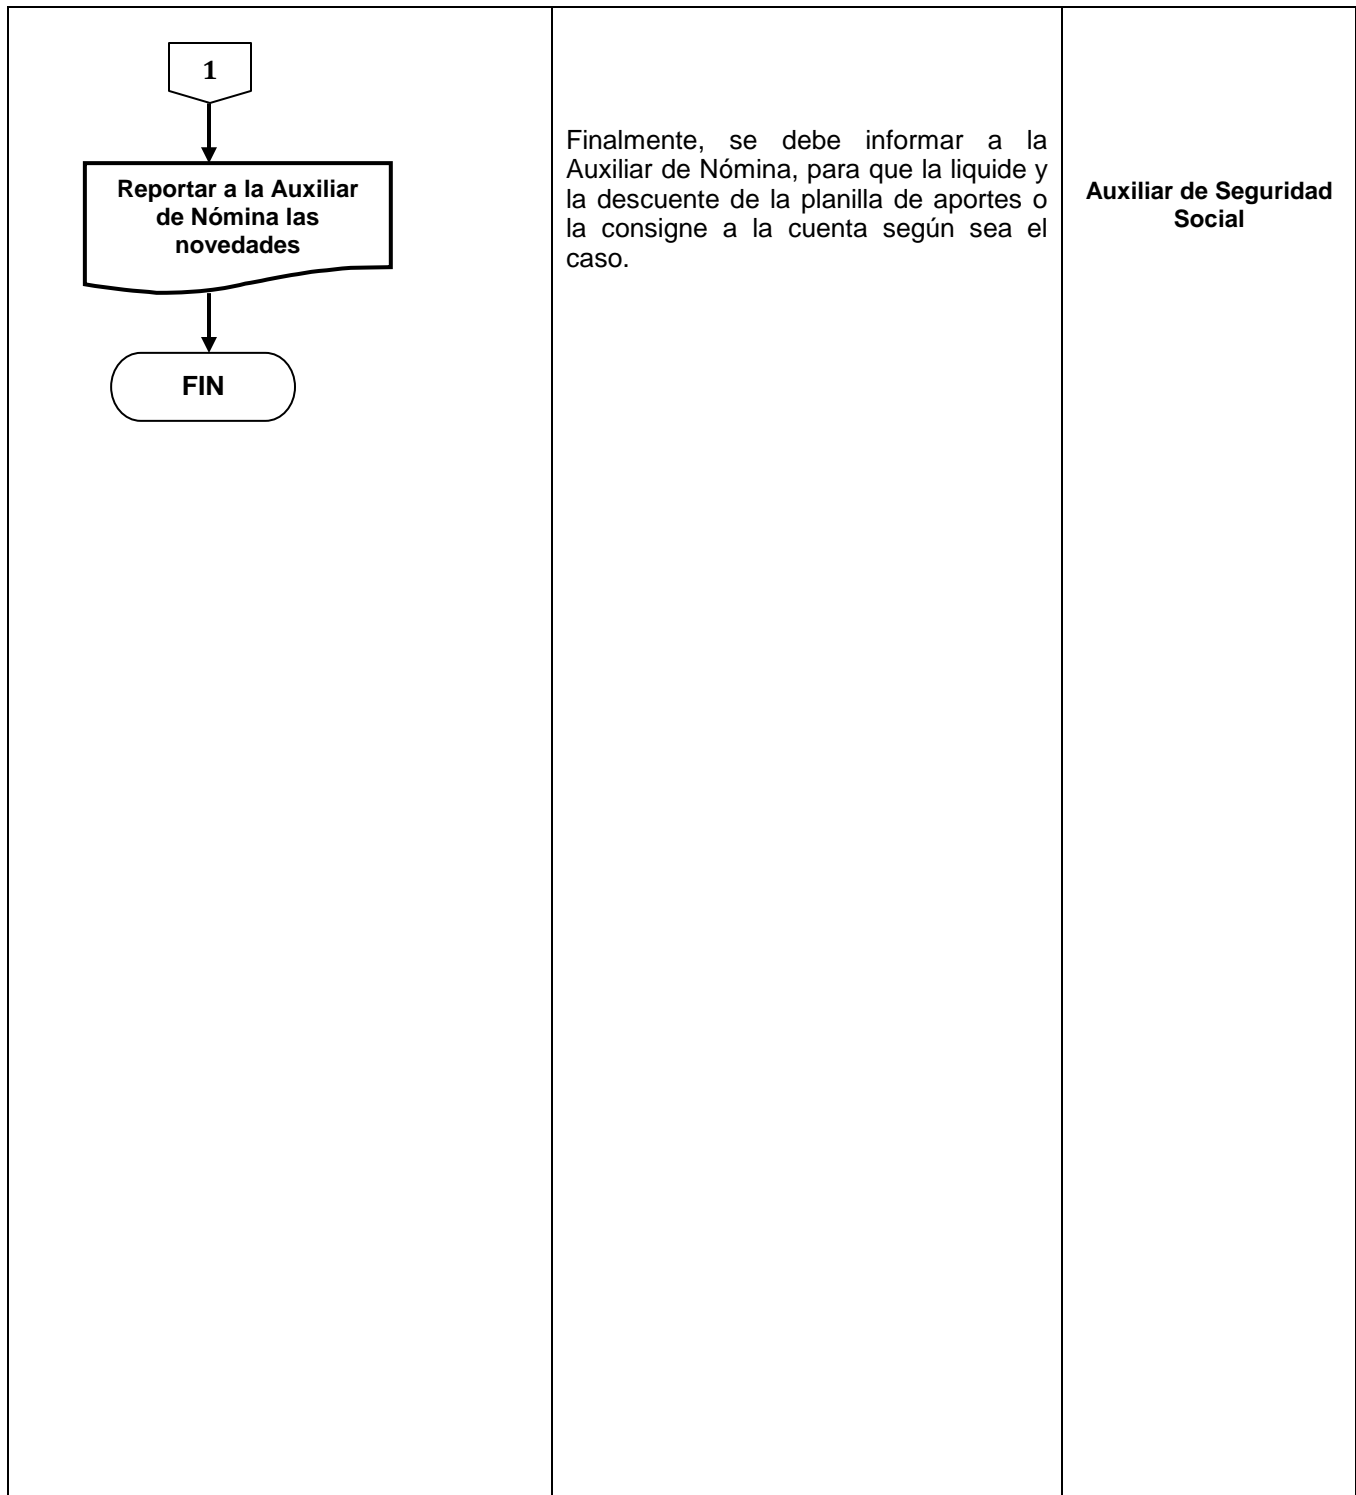 1
Reportar a la Auxiliar
de Nómina las
novedades
FIN
Finalmente, se debe informar a la
Auxiliar de Nómina, para que la liquide y
la descuente de la planilla de aportes o
la consigne a la cuenta según sea el
caso.
Auxiliar de Seguridad
Social